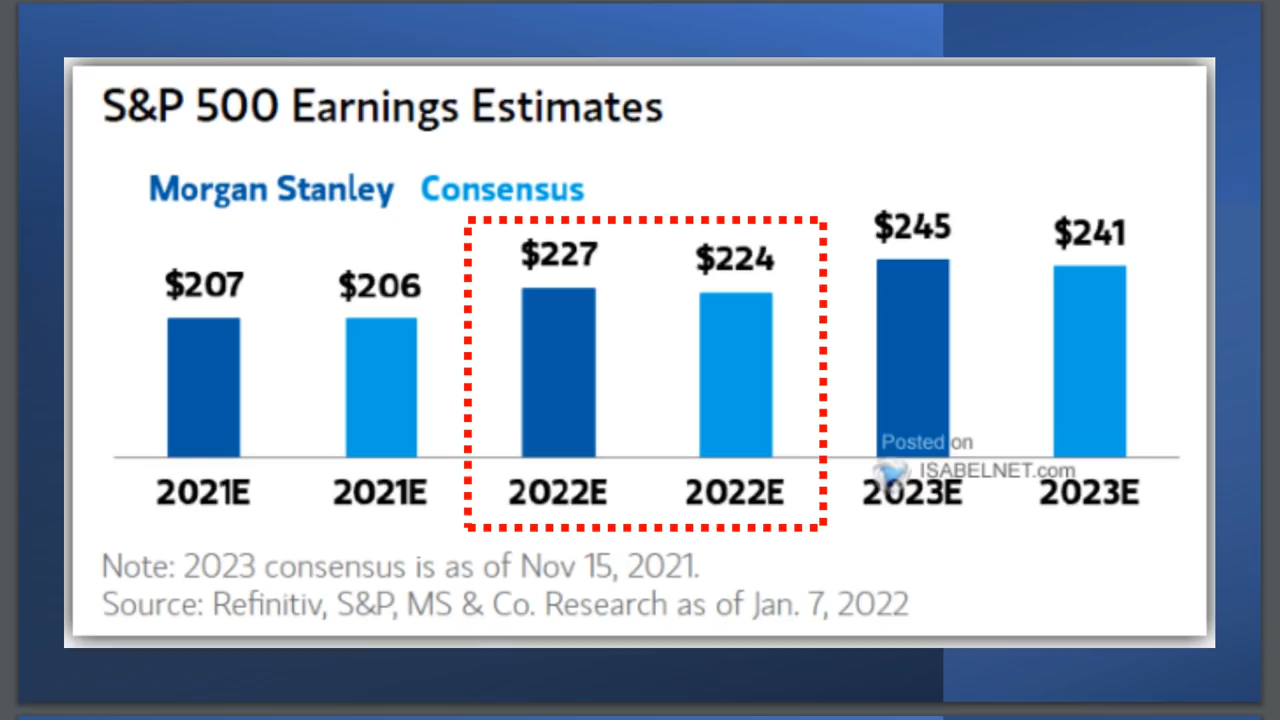 S&P 500 Earnings Estimates
Morgan Stanley Consensus
$207 $206 $227 $224 $245 $241
Posted on
ISABELNET.com
2021E 2021E 2022E 2022E 2023E 2023E
Note: 2023 consensus is as of Nov 15, 2021.
Source: Refinitiv, S&P, MS & Co. Research as of Jan. 7, 2022